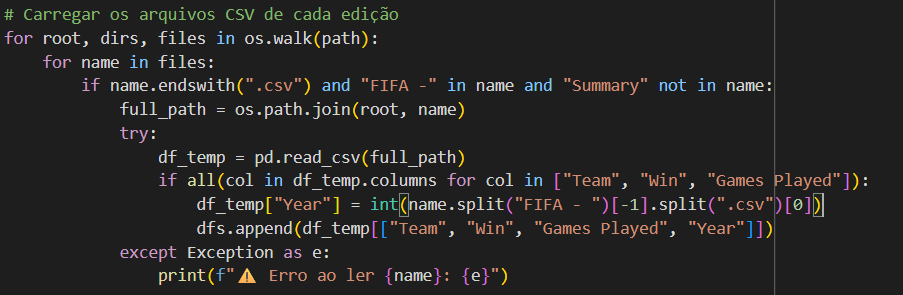 # Carregar os arquivos CSV de cada edição
for root, dirs, files in os.walk(path):
    for name in files:
        if name.endswith(".csv") and "FIFA -" in name and "Summary" not in name:
            full_path = os.path.join(root, name)
            try:
                df_temp = pd.read_csv(full_path)
                if all(col in df_temp.columns for col in ["Team", "Win", "Games Played"]):
                    df_temp["Year"] = int(name.split("FIFA - ")[-1].split(".csv")[0])
                    dfs.append(df_temp[["Team", "Win", "Games Played", "Year"]])
            except Exception as e:
                print(f"⚠️ Erro ao ler {name}: {e}")